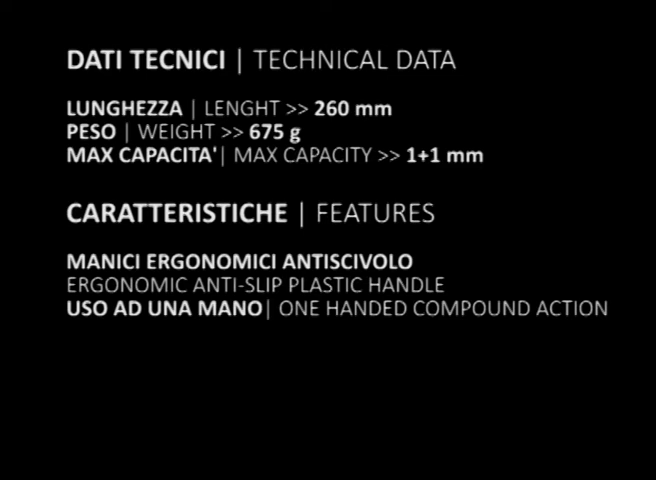 DATI TECNICI | TECHNICAL DATA
LUNGHEZZA | LENGHT >> 260 mm
PESO | WEIGHT >> 675 g
MAX CAPACITA'| MAX CAPACITY >> 1+1 mm
CARATTERISTICHE | FEATURES
MANICI ERGONOMICI ANTISCIVOLO
ERGONOMIC ANTI-SLIP PLASTIC HANDLE
USO AD UNA MANO| ONE HANDED COMPOUND ACTION